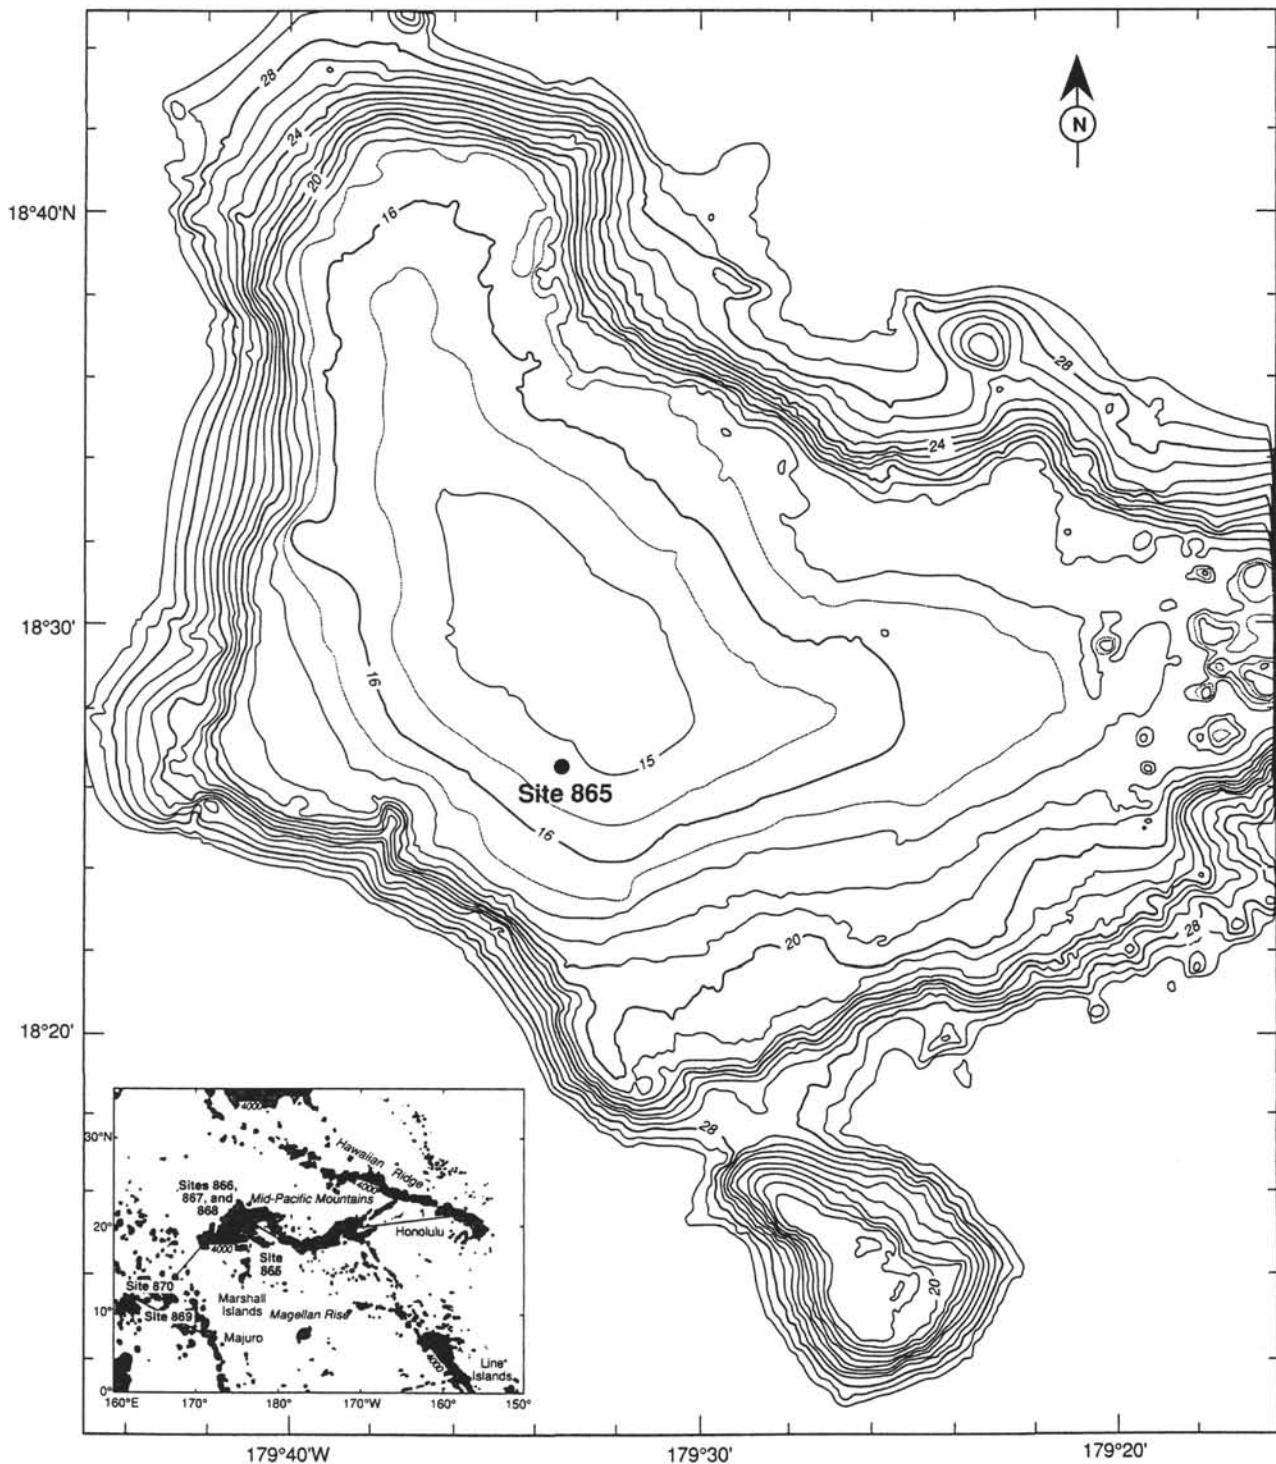 28
24
N
20
16
18°40'N
28
24
18°30'
16
15
Site 865
16
20
28
18°20'
28
20
4000
30°N
Hawaiian Ridge
4000
Sites 866,
867, and
868
Mid-Pacific Mountains
20°
Honolulu
4000
Site
865
Site 870
Marshall
Islands
10°
Site 869
Magellan Rise
Majuro
4000
Line
Islands
0°
160°E
170°
180°
170°W
160°
150°
179°40'W
179°30'
179°20'